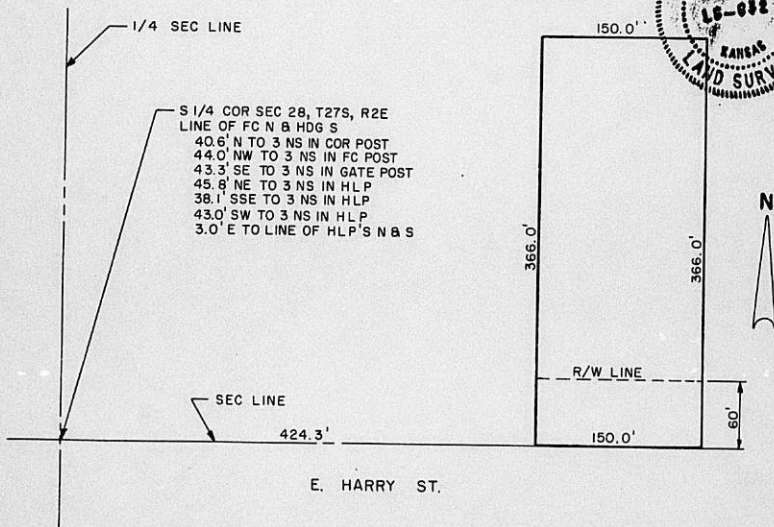 1/4 SEC LINE
150.0'
LS-632
KANSAS
LAND SURV
S 1/4 COR SEC 28, T27S, R2E
LINE OF FC N & HDG S
40.6' N TO 3 NS IN COR POST
44.0' NW TO 3 NS IN FC POST
43.3' SE TO 3 NS IN GATE POST
45.8' NE TO 3 NS IN HLP
38.1' SSE TO 3 NS IN HLP
43.0' SW TO 3 NS IN HLP
3.0' E TO LINE OF HLP'S N & S
366.0'
366.0'
N
R/W LINE
60'
SEC LINE
424.3'
150.0'
E. HARRY ST.